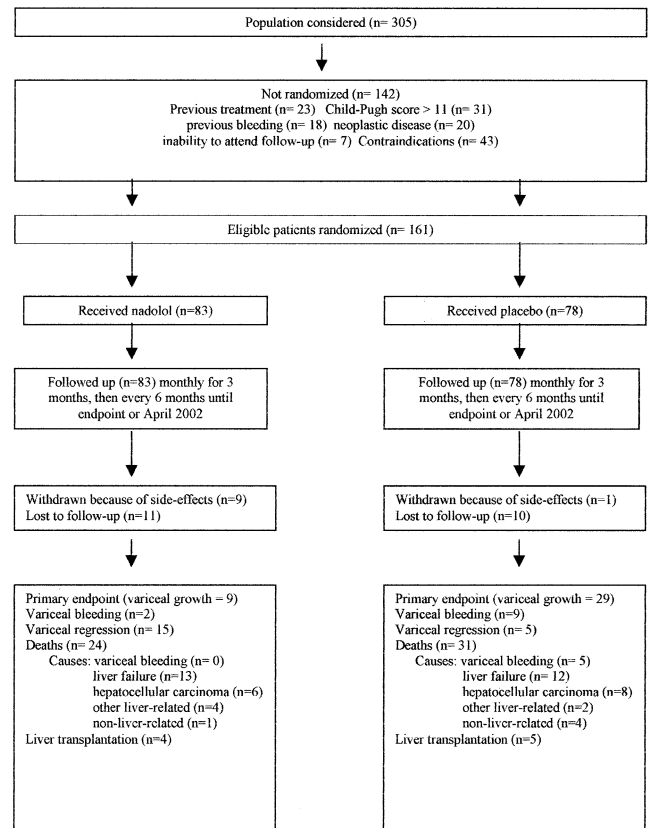 Population considered (n= 305)
Not randomized (n= 142)
Previous treatment (n= 23) Child-Pugh score > 11 (n= 31)
previous bleeding (n= 18) neoplastic disease (n= 20)
inability to attend follow-up (n= 7) Contraindications (n= 43)
Eligible patients randomized (n= 161)
Received nadolol (n=83)
Received placebo (n=78)
Followed up (n=83) monthly for 3
months, then every 6 months until
endpoint or April 2002
Followed up (n=78) monthly for 3
months, then every 6 months until
endpoint or April 2002
Withdrawn because of side-effects (n=9)
Lost to follow-up (n=11)
Withdrawn because of side-effects (n=1)
Lost to follow-up (n=10)
Primary endpoint (variceal growth = 9)
Variceal bleeding (n=2)
Variceal regression (n= 15)
Deaths (n= 24)
Causes: variceal bleeding (n= 0)
liver failure (n=13)
hepatocellular carcinoma (n=6)
other liver-related (n=4)
non-liver-related (n=1)
Liver transplantation (n=4)
Primary endpoint (variceal growth = 29)
Variceal bleeding (n=9)
Variceal regression (n= 5)
Deaths (n= 31)
Causes: variceal bleeding (n= 5)
liver failure (n= 12)
hepatocellular carcinoma (n=8)
other liver-related (n=2)
non-liver-related (n=4)
Liver transplantation (n=5)